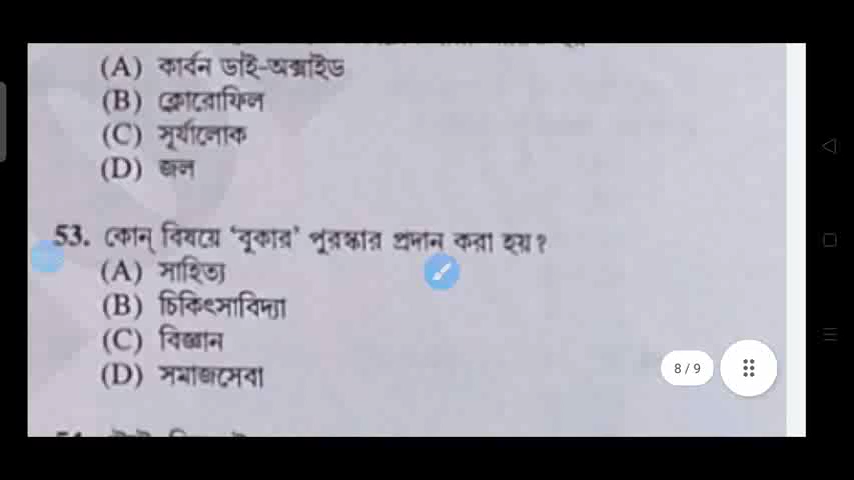 (A) কার্বন ডাই-অক্সাইড
(B) ক্লোরোফিল
(C) সূর্যালোক
(D) জল
53. কোন্ বিষয়ে ‘বুকার’ পুরস্কার প্রদান করা হয়?
(A) সাহিত্য
(B) চিকিৎসাবিদ্যা
(C) বিজ্ঞান
(D) সমাজসেবা
8/9